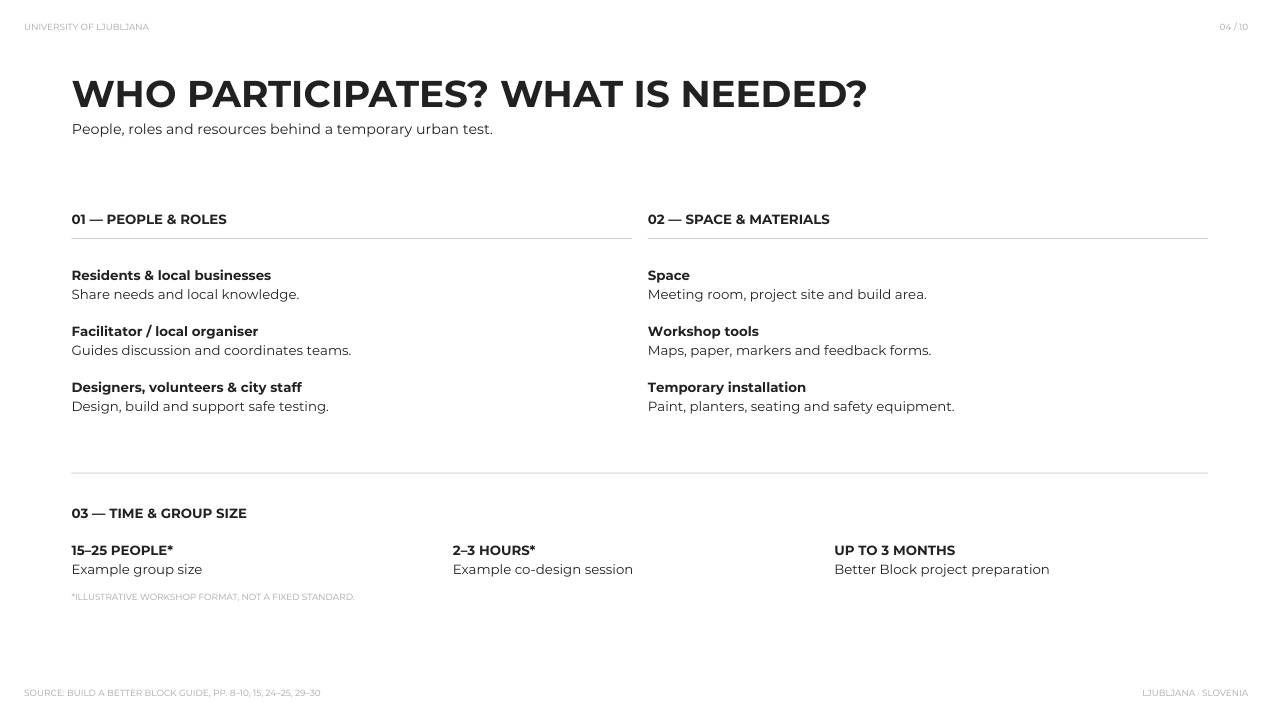 UNIVERSITY OF LJUBLJANA
04 / 10
WHO PARTICIPATES? WHAT IS NEEDED?
People, roles and resources behind a temporary urban test.
01 — PEOPLE & ROLES
Residents & local businesses
Share needs and local knowledge.
Facilitator / local organiser
Guides discussion and coordinates teams.
Designers, volunteers & city staff
Design, build and support safe testing.
02 — SPACE & MATERIALS
Space
Meeting room, project site and build area.
Workshop tools
Maps, paper, markers and feedback forms.
Temporary installation
Paint, planters, seating and safety equipment.
03 — TIME & GROUP SIZE
15–25 PEOPLE*
Example group size
2–3 HOURS*
Example co-design session
UP TO 3 MONTHS
Better Block project preparation
*ILLUSTRATIVE WORKSHOP FORMAT, NOT A FIXED STANDARD.
SOURCE: BUILD A BETTER BLOCK GUIDE, PP. 8–10, 15, 24–25, 29–30
LJUBLJANA · SLOVENIA